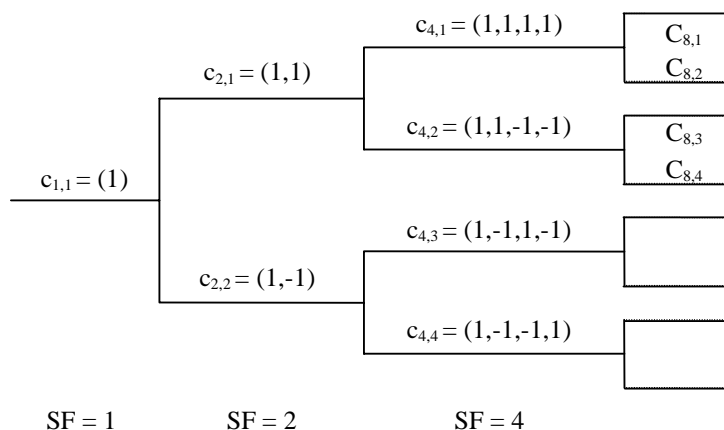 c4,1 = (1,1,1,1)
C8,1
C8,2
c2,1 = (1,1)
c4,2 = (1,1,-1,-1)
C8,3
C8,4
c1,1 = (1)
c4,3 = (1,-1,1,-1)
c2,2 = (1,-1)
c4,4 = (1,-1,-1,1)
SF = 1 SF = 2 SF = 4